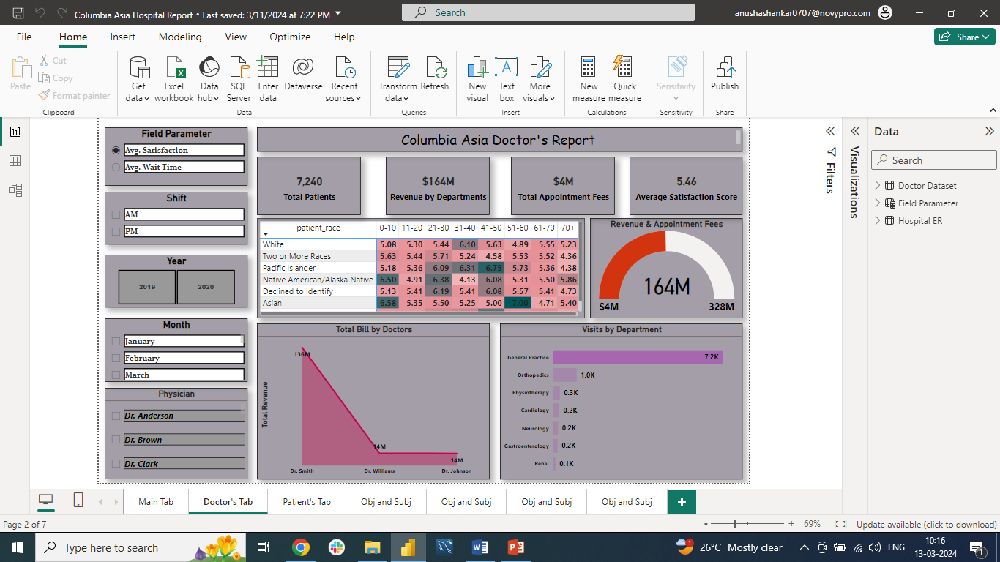 Columbia Asia Hospital Report • Last saved: 3/11/2024 at 7:22 PM
Search
anushashankar0707@novypro.com
File Home Insert Modeling View Optimize Help
Share
Paste
Cut
Copy
Format painter
Clipboard
Get data
Excel workbook
Data hub
SQL Server
Enter data
Dataverse
Recent sources
Data
Transform data
Refresh
Queries
New visual
Text box
More visuals
Insert
New measure
Quick measure
Calculations
Sensitivity
Sensitivity
Publish
Share
Field Parameter
Avg. Satisfaction
Avg. Wait Time
Shift
AM
PM
Year
2019 2020
Month
January
February
March
Physician
Dr. Anderson
Dr. Brown
Dr. Clark
Columbia Asia Doctor's Report
7,240
Total Patients
$164M
Revenue by Departments
$4M
Total Appointment Fees
5.46
Average Satisfaction Score
patient_race 0-10 11-20 21-30 31-40 41-50 51-60 61-70 70+
White 5.08 5.30 5.44 6.10 5.63 4.89 5.55 5.23
Two or More Races 5.63 5.44 5.71 5.24 4.58 5.53 5.52 4.36
Pacific Islander 5.18 5.36 6.09 6.31 6.75 5.73 5.36 4.38
Native American/Alaska Native 6.50 4.91 6.38 4.13 6.08 5.31 5.50 5.86
Declined to Identify 5.13 5.41 6.19 5.41 6.08 5.57 5.41 4.73
Asian 6.58 5.35 5.50 5.25 5.00 7.00 4.71 5.40
Revenue & Appointment Fees
164M
$4M 328M
Total Bill by Doctors
Total Revenue
136M
14M
14M
Dr. Smith Dr. Williams Dr. Johnson
Visits by Department
General Practice 7.2K
Orthopedics 1.0K
Physiotherapy 0.3K
Cardiology 0.2K
Neurology 0.2K
Gastroenterology 0.2K
Renal 0.1K
Filters
Visualizations
Data
Search
Doctor Dataset
Field Parameter
Hospital ER
Main Tab Doctor's Tab Patient's Tab Obj and Subj Obj and Subj Obj and Subj Obj and Subj
Page 2 of 7
- + 69%
Update available (click to download)
Type here to search
26°C Mostly clear
ENG
10:16
13-03-2024
1